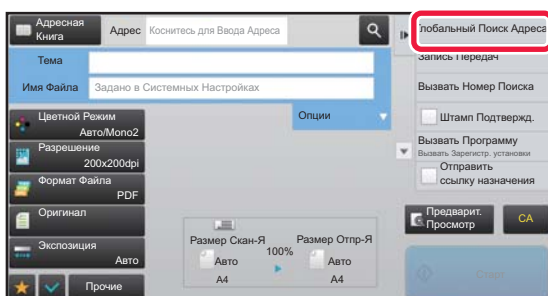 Адресная
Книга
Адрес
Коснитесь для Ввода Адреса
Тема
Имя Файла
Задано в Системных Настройках
Цветной Режим
Авто/Mono2
Опции
Разрешение
200x200dpi
Формат Файла
PDF
Оригинал
Экспозиция
Авто
Прочие
Размер Скан-Я
100%
Размер Отпр-Я
Авто
Авто
A4
A4
Глобальный Поиск Адреса
Запись Передач
Вызвать Номер Поиска
Штамп Подтвержд.
Вызвать Программу
Вызвать Зарегистр. установки
Отправить
ссылку назначения
Предварит.
Просмотр
CA
Старт